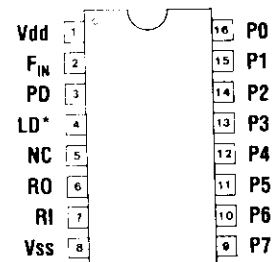 Vdd 1 16 P0
F_IN 2 15 P1
PD 3 14 P2
LD* 4 13 P3
NC 5 12 P4
RO 6 11 P5
RI 7 10 P6
Vss 8 9 P7